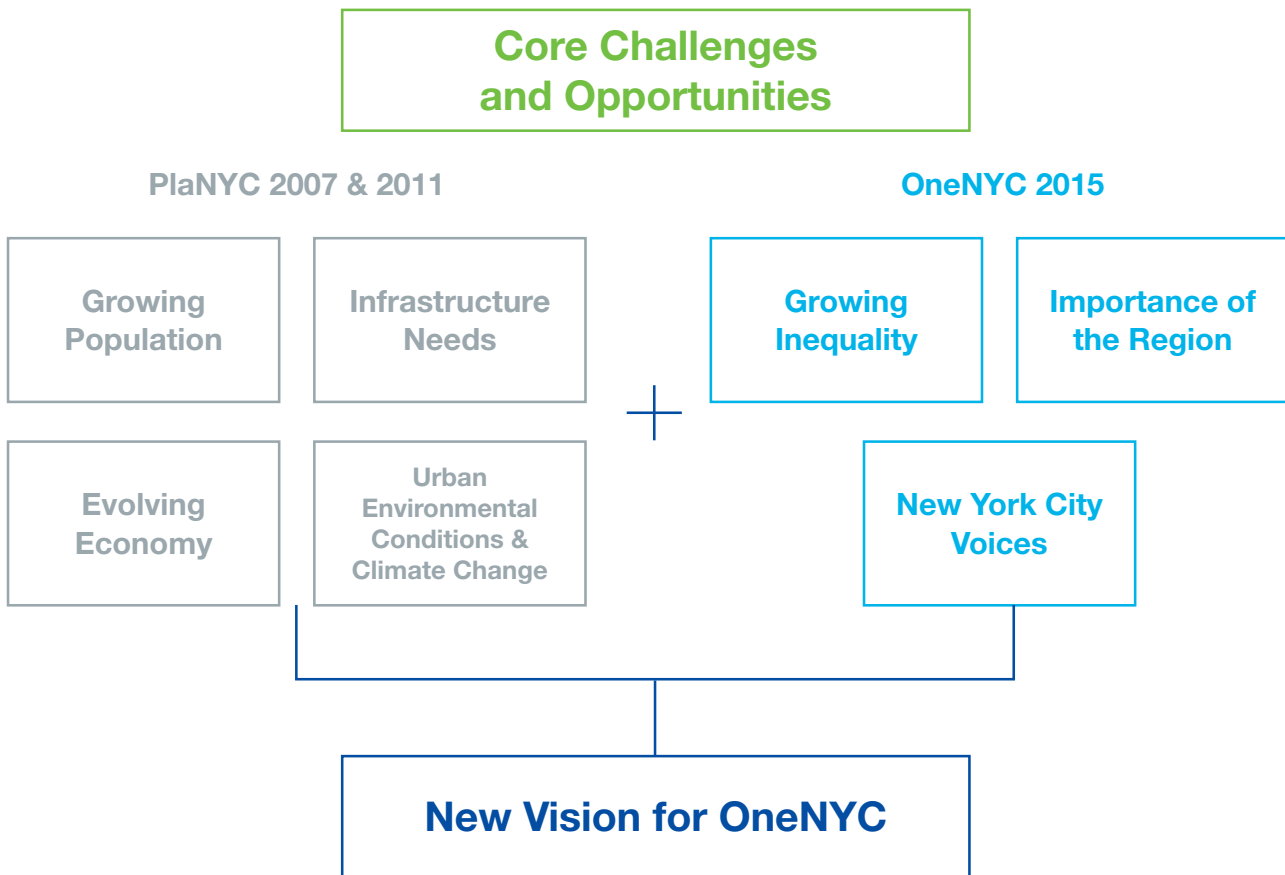 Core Challenges
and Opportunities
PlaNYC 2007 & 2011
OneNYC 2015
Growing
Population
Infrastructure
Needs
Growing
Inequality
Importance of
the Region
Evolving
Economy
Urban
Environmental
Conditions &
Climate Change
New York City
Voices
New Vision for OneNYC